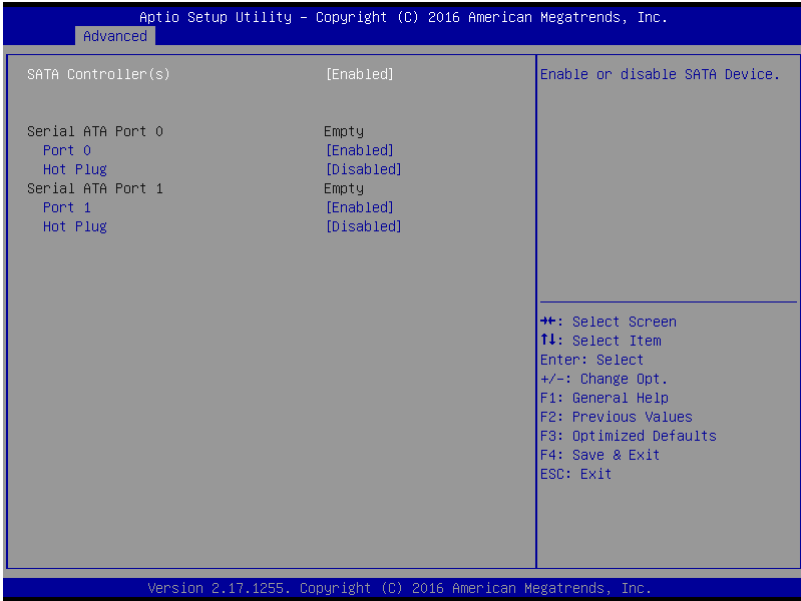 Aptio Setup Utility – Copyright (C) 2016 American Megatrends, Inc.
Advanced
SATA Controller(s) [Enabled]
Serial ATA Port 0 Empty
Port 0 [Enabled]
Hot Plug [Disabled]
Serial ATA Port 1 Empty
Port 1 [Enabled]
Hot Plug [Disabled]
Enable or disable SATA Device.
→←: Select Screen
↑↓: Select Item
Enter: Select
+/-: Change Opt.
F1: General Help
F2: Previous Values
F3: Optimized Defaults
F4: Save & Exit
ESC: Exit
Version 2.17.1255. Copyright (C) 2016 American Megatrends, Inc.